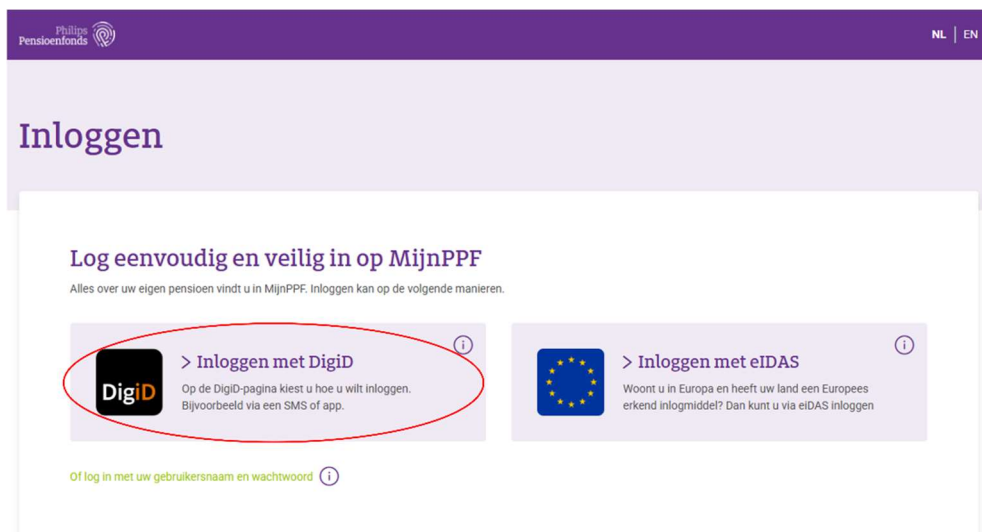 Philips
Pensioenfonds
NL | EN
Inloggen
Log eenvoudig en veilig in op MijnPPF
Alles over uw eigen pensioen vindt u in MijnPPF. Inloggen kan op de volgende manieren.
DigiD
> Inloggen met DigiD
Op de DigiD-pagina kiest u hoe u wilt inloggen.
Bijvoorbeeld via een SMS of app.
> Inloggen met eIDAS
Woont u in Europa en heeft uw land een Europees
erkend inlogmiddel? Dan kunt u via eiDAS inloggen
Of log in met uw gebruikersnaam en wachtwoord